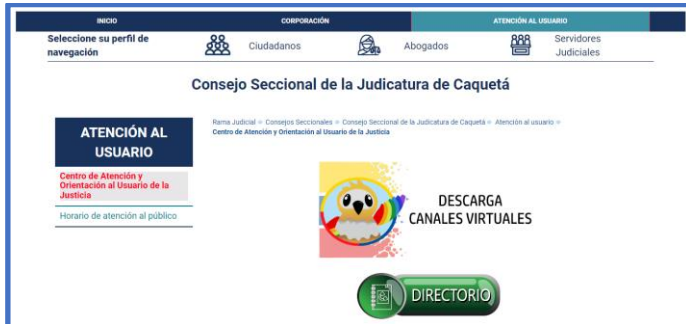 INICIO CORPORACIÓN ATENCIÓN AL USUARIO
Seleccione su perfil de
navegación
Ciudadanos
Abogados
Servidores
Judiciales
Consejo Seccional de la Judicatura de Caquetá
ATENCIÓN AL
USUARIO
Centro de Atención y
Orientación al Usuario de la
Justicia
Horario de atención al público
Rama Judicial » Consejos Seccionales » Consejo Seccional de la Judicatura de Caquetá » Atención al usuario »
Centro de Atención y Orientación al Usuario de la Justicia
DESCARGA
CANALES VIRTUALES
DIRECTORIO